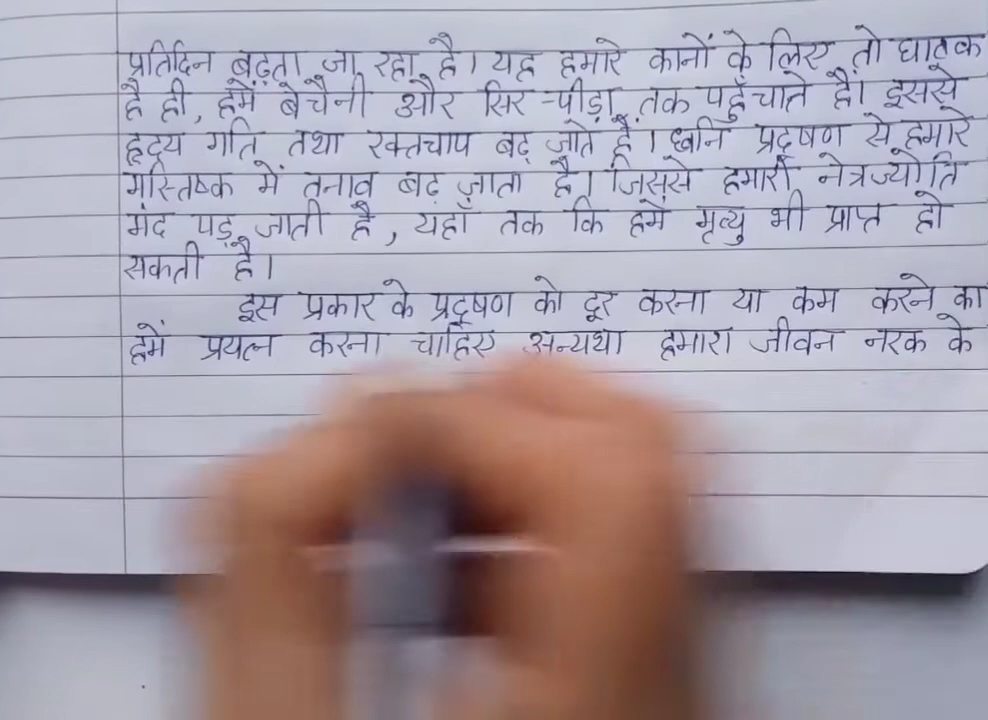 प्रतिदिन बढ़ता जा रहा है। यह हमारे कानों के लिए तो घातक
है ही, हमें बेचैनी और सिर-पीड़ा तक पहुँचाते हैं। इससे
हृदय गति तथा रक्तचाप बढ़ जाते हैं। ध्वनि प्रदूषण से हमारे
मस्तिष्क में तनाव बढ़ जाता है। जिससे हमारी नेत्रज्योति
मंद पड़ जाती है, यहाँ तक कि हमें मृत्यु भी प्राप्त हो
सकती है।
इस प्रकार के प्रदूषण को दूर करना या कम करने का
हमें प्रयत्न करना चाहिए अन्यथा हमारा जीवन नरक के